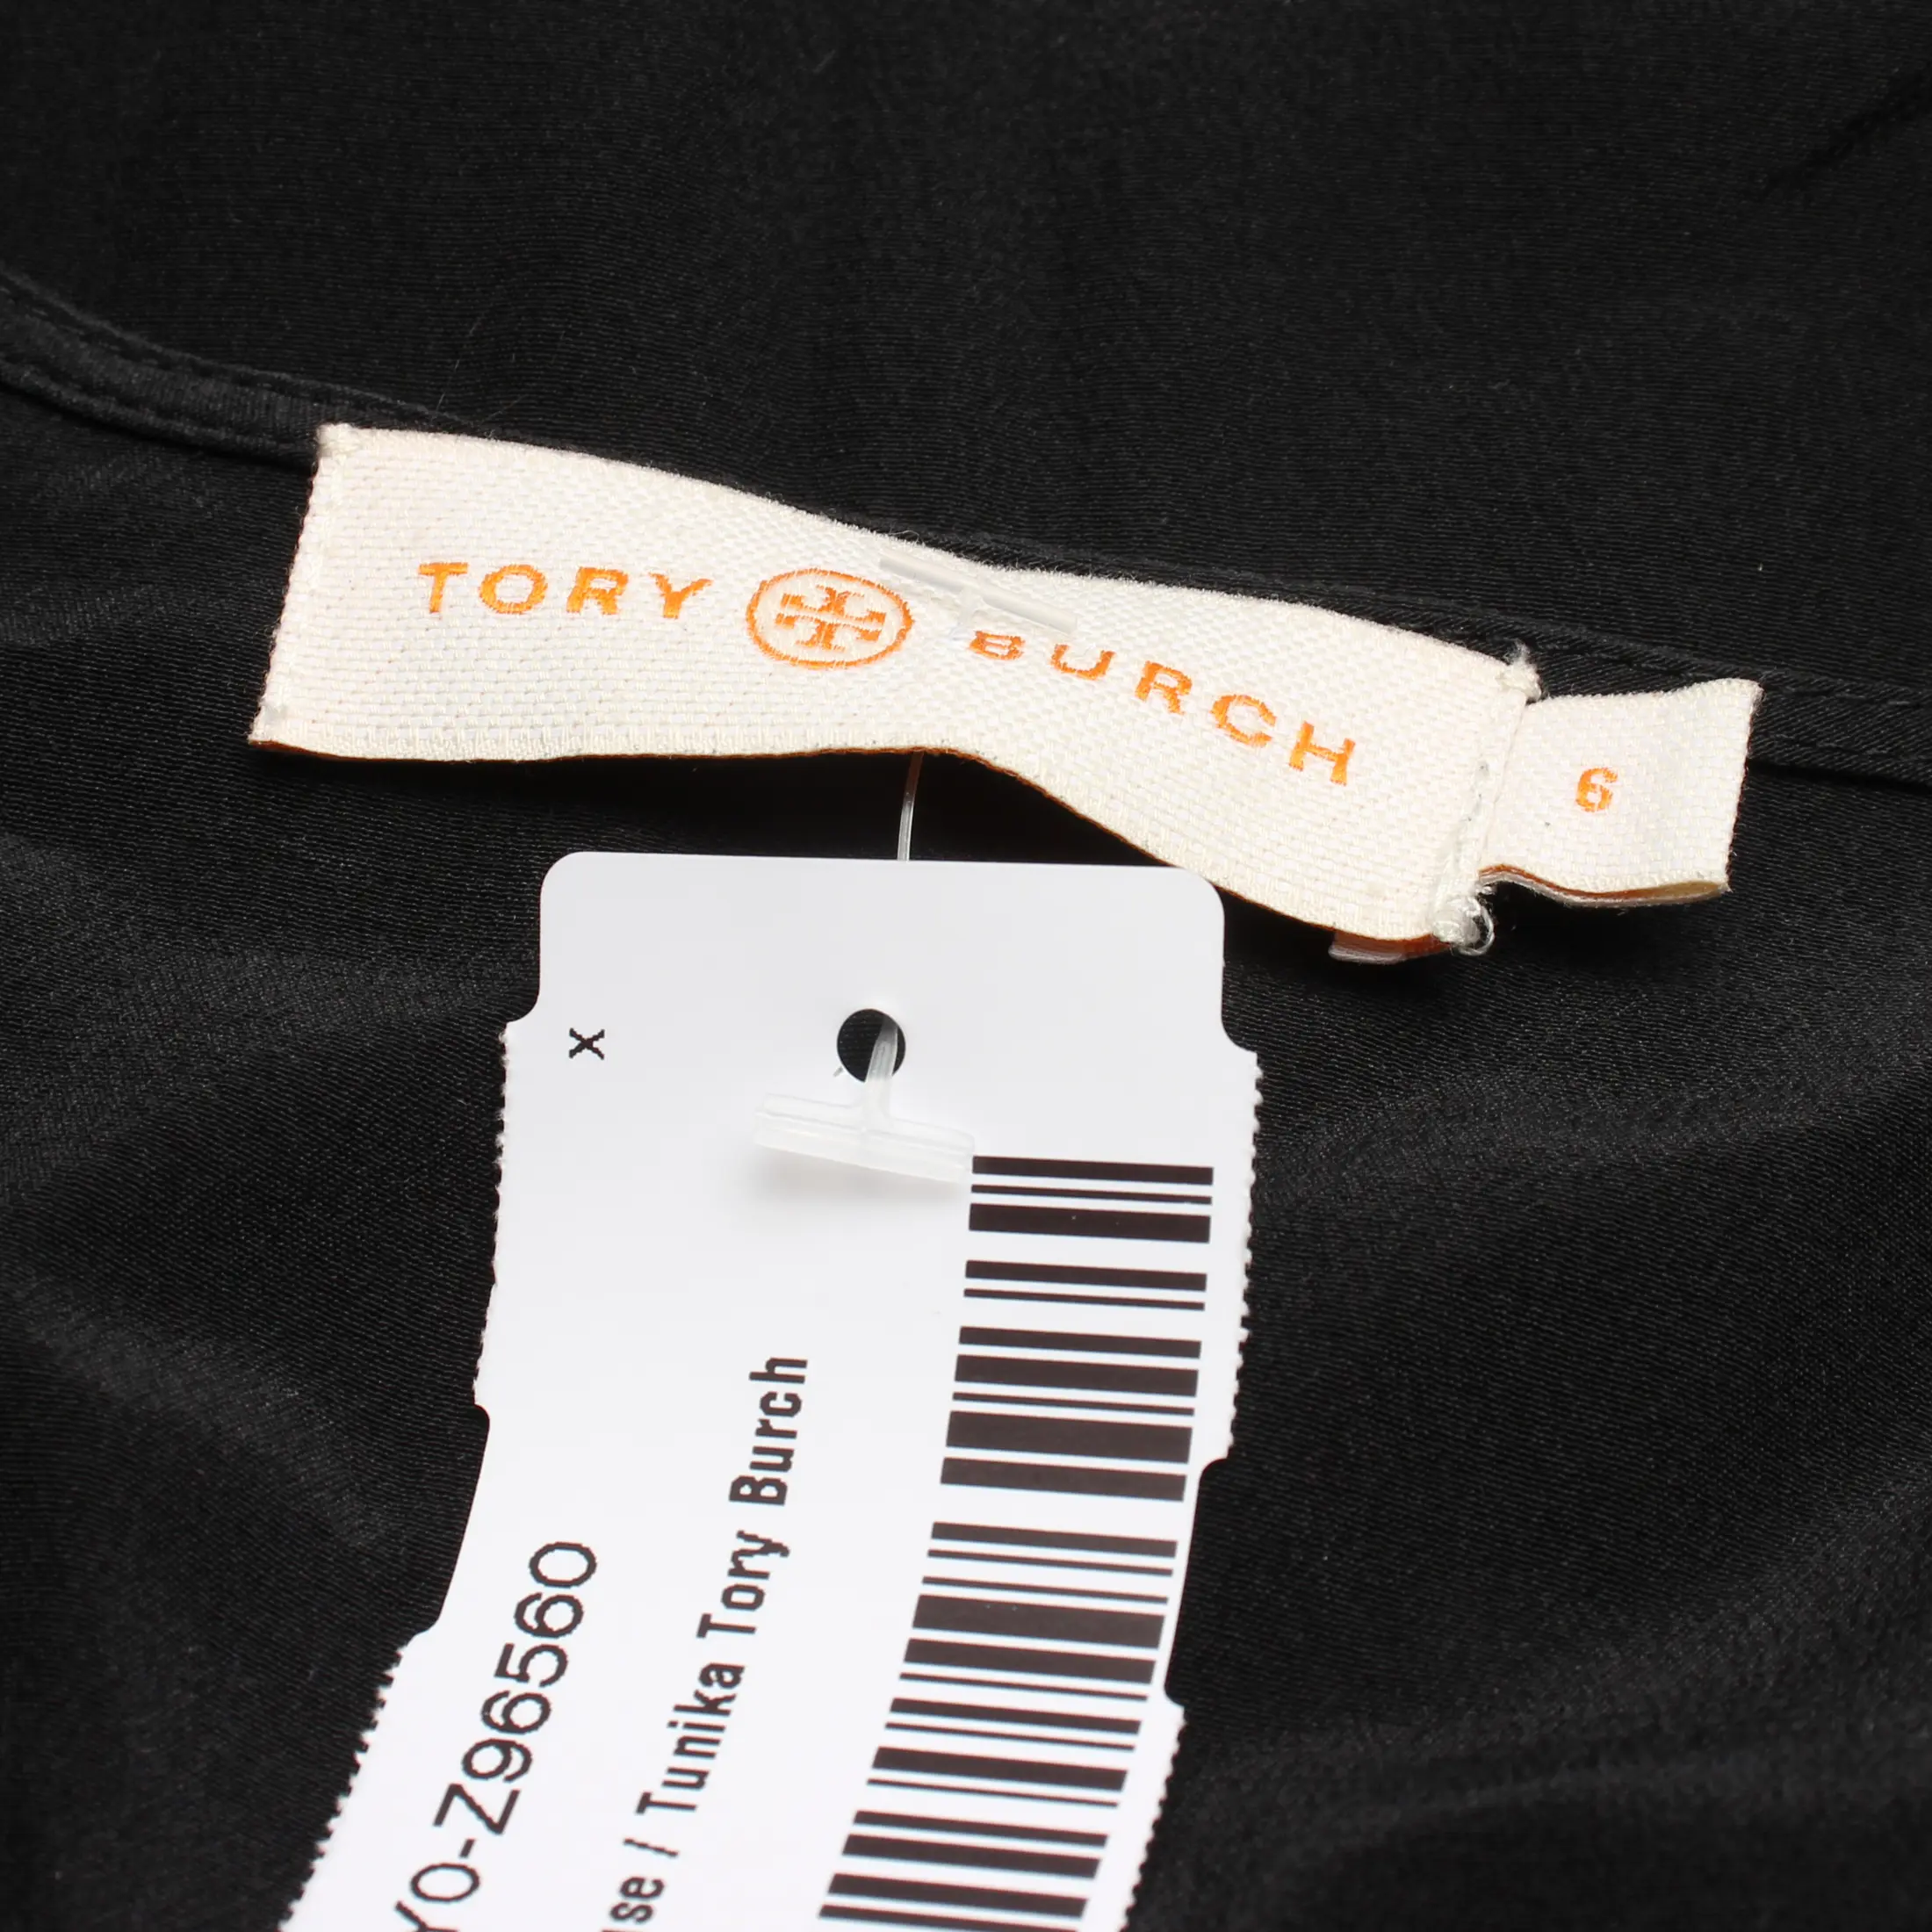 TORY BURCH
6
x
Y0-Z96560
use / Tunika Tory Burch